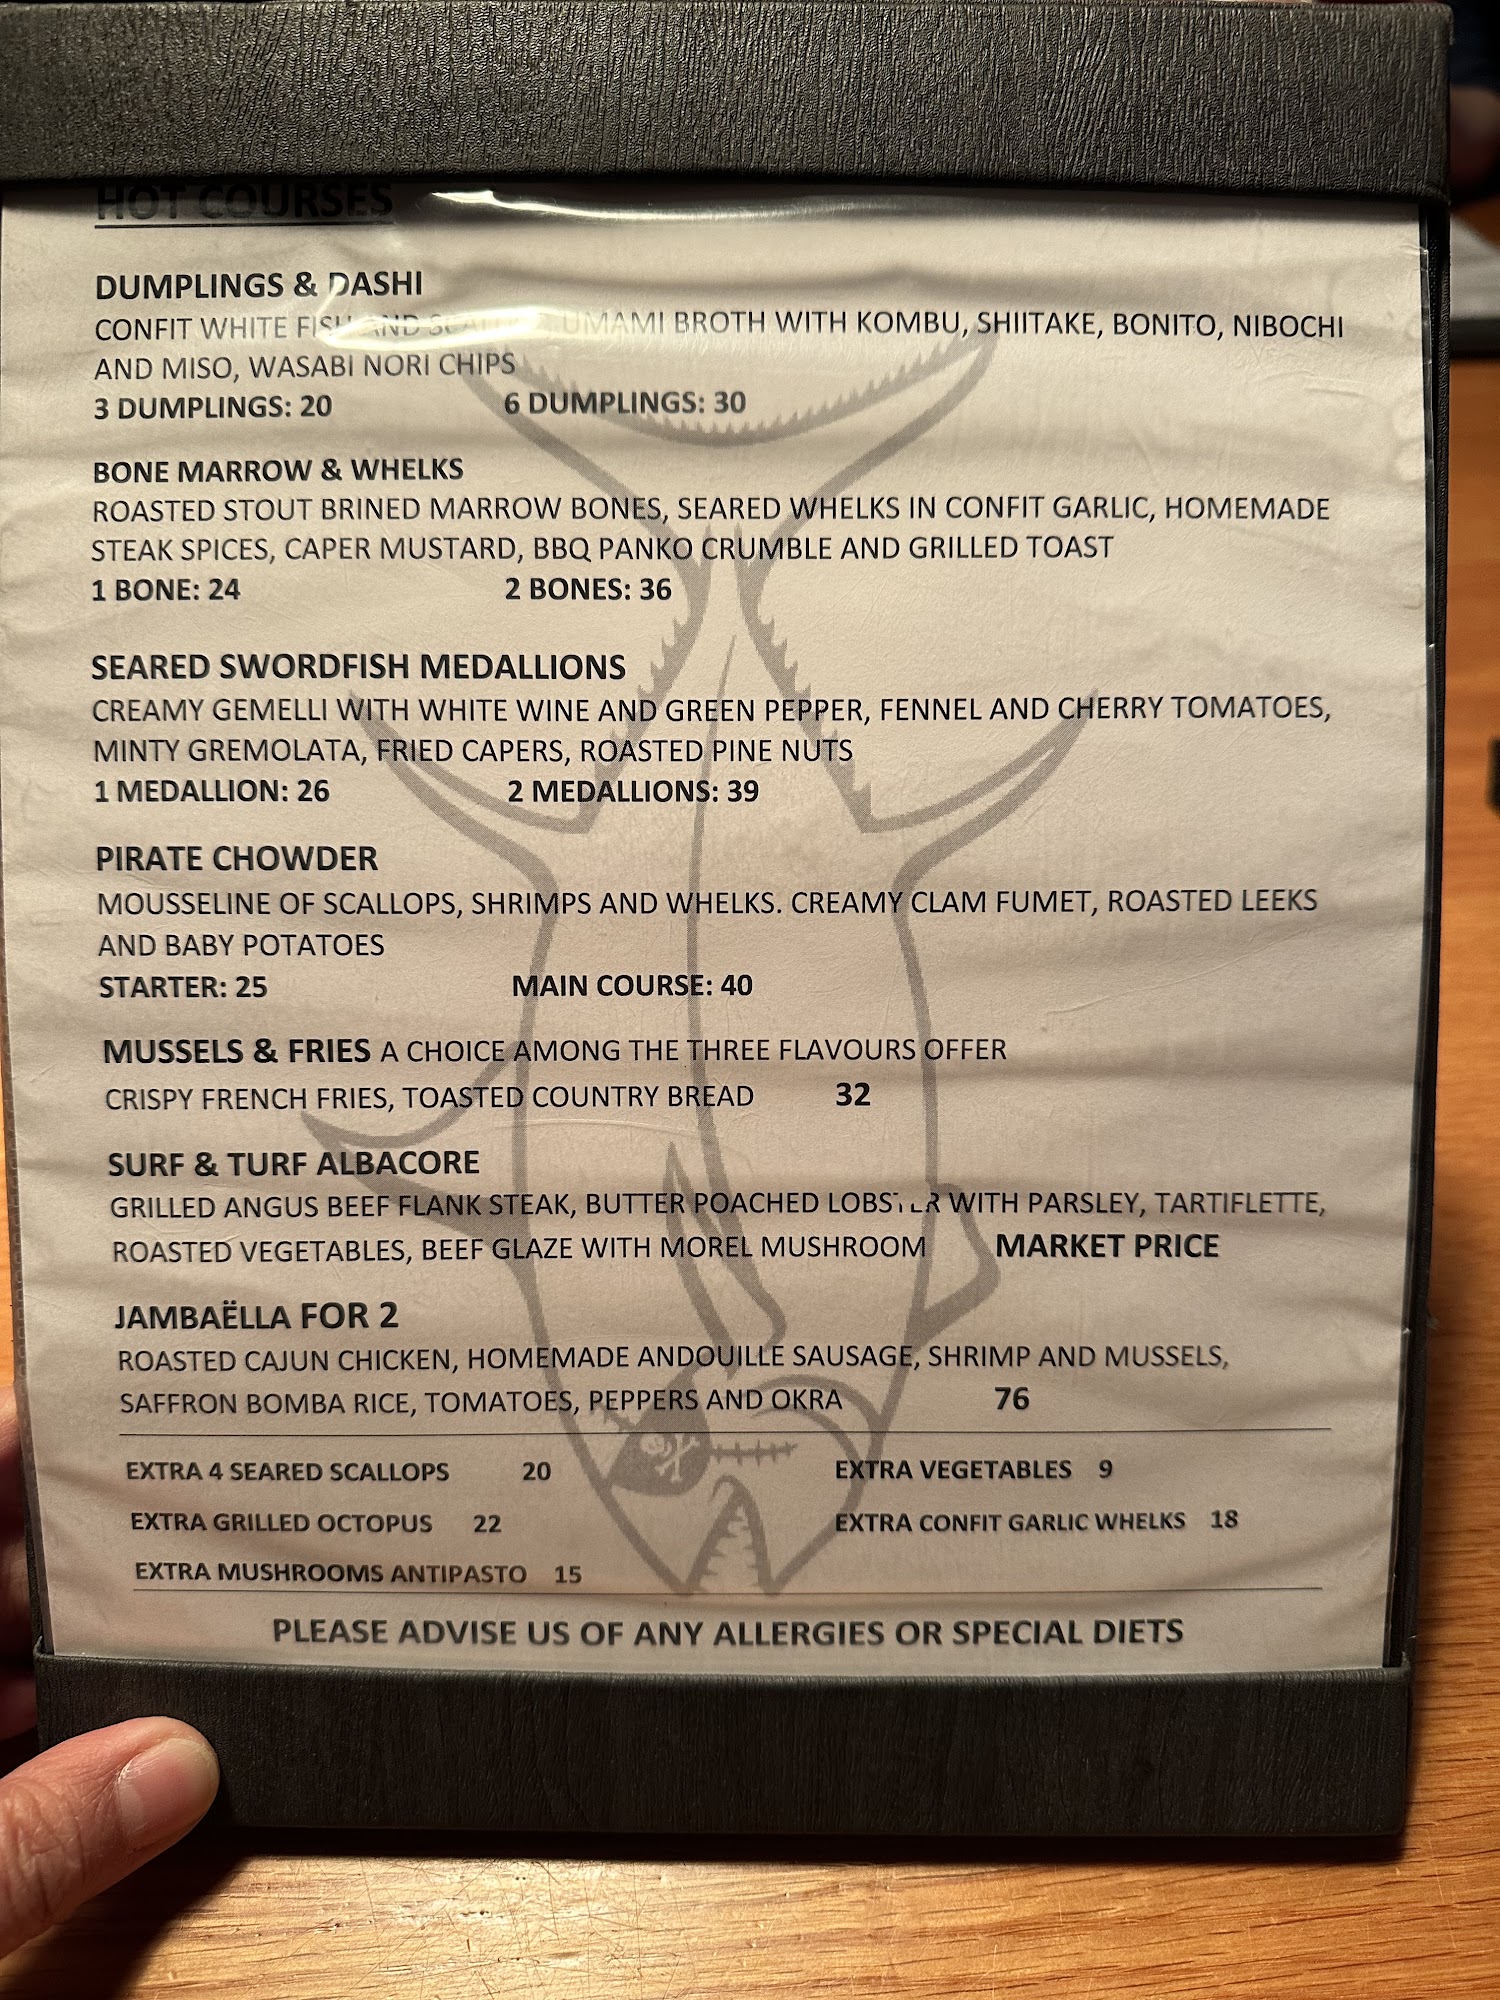 HOT COURSES
DUMPLINGS & DASHI
CONFIT WHITE FISH AND UMAMI BROTH WITH KOMBU, SHIITAKE, BONITO, NIBOCHI
AND MISO, WASABI NORI CHIPS
3 DUMPLINGS: 20 6 DUMPLINGS: 30
BONE MARROW & WHELKS
ROASTED STOUT BRINED MARROW BONES, SEARED WHELKS IN CONFIT GARLIC, HOMEMADE
STEAK SPICES, CAPER MUSTARD, BBQ PANKO CRUMBLE AND GRILLED TOAST
1 BONE: 24 2 BONES: 36
SEARED SWORDFISH MEDALLIONS
CREAMY GEMELLI WITH WHITE WINE AND GREEN PEPPER, FENNEL AND CHERRY TOMATOES,
MINTY GREMOLATA, FRIED CAPERS, ROASTED PINE NUTS
1 MEDALLION: 26 2 MEDALLIONS: 39
PIRATE CHOWDER
MOUSSELINE OF SCALLOPS, SHRIMPS AND WHELKS. CREAMY CLAM FUMET, ROASTED LEEKS
AND BABY POTATOES
STARTER: 25 MAIN COURSE: 40
MUSSELS & FRIES A CHOICE AMONG THE THREE FLAVOURS OFFER
CRISPY FRENCH FRIES, TOASTED COUNTRY BREAD 32
SURF & TURF ALBACORE
GRILLED ANGUS BEEF FLANK STEAK, BUTTER POACHED LOBSTER WITH PARSLEY, TARTIFLETTE,
ROASTED VEGETABLES, BEEF GLAZE WITH MOREL MUSHROOM MARKET PRICE
JAMBAËLLA FOR 2
ROASTED CAJUN CHICKEN, HOMEMADE ANDOUILLE SAUSAGE, SHRIMP AND MUSSELS,
SAFFRON BOMBA RICE, TOMATOES, PEPPERS AND OKRA 76
EXTRA 4 SEARED SCALLOPS 20 EXTRA VEGETABLES 9
EXTRA GRILLED OCTOPUS 22 EXTRA CONFIT GARLIC WHELKS 18
EXTRA MUSHROOMS ANTIPASTO 15
PLEASE ADVISE US OF ANY ALLERGIES OR SPECIAL DIETS